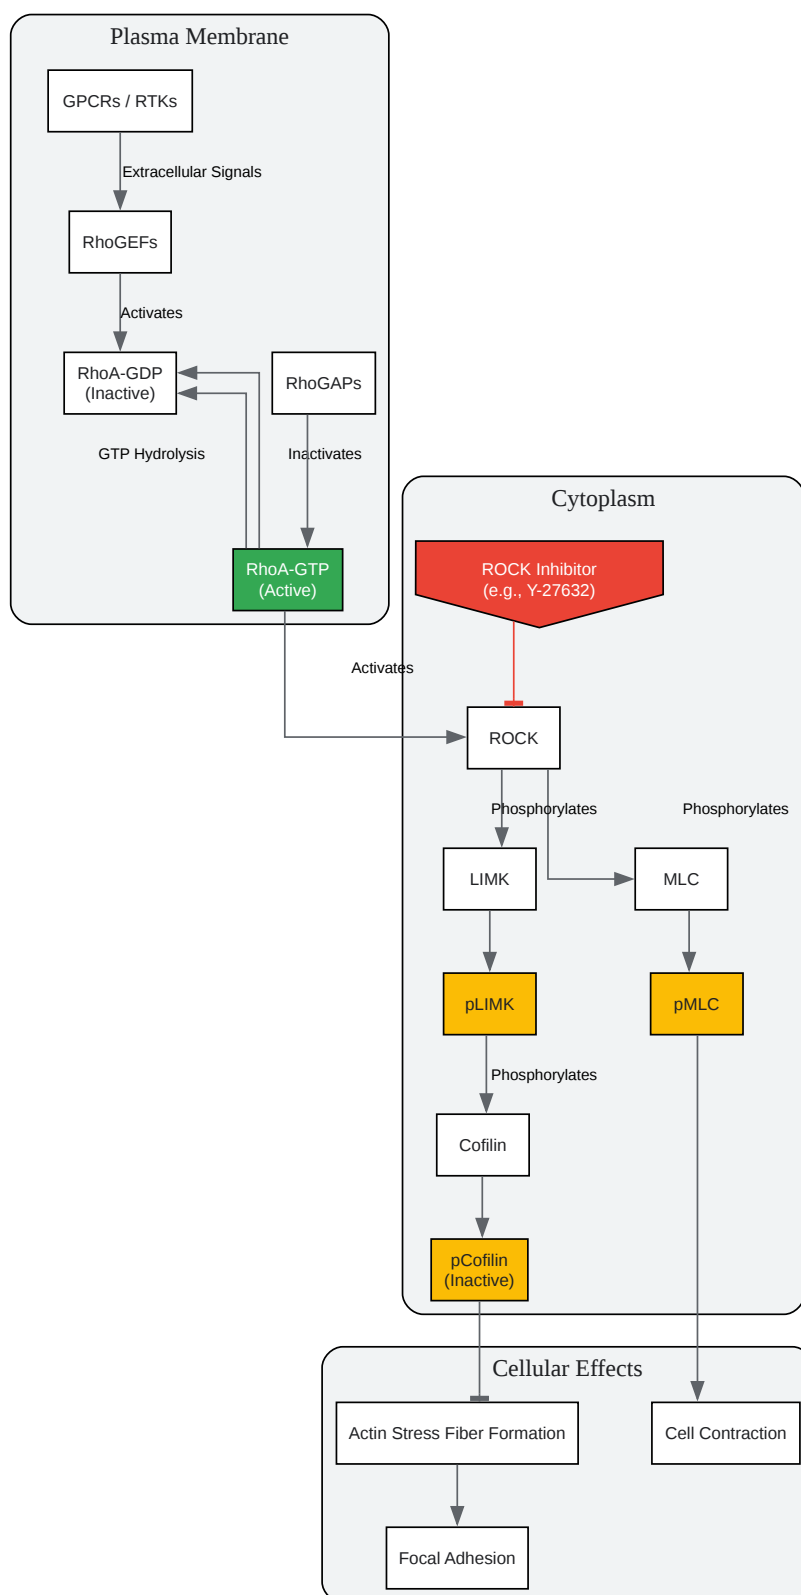 Plasma Membrane
GPCRs / RTKs
Extracellular Signals
RhoGEFs
Activates
RhoA-GDP
(Inactive)
RhoGAPs
GTP Hydrolysis
Inactivates
RhoA-GTP
(Active)
Cytoplasm
ROCK Inhibitor
(e.g., Y-27632)
Activates
ROCK
Phosphorylates
Phosphorylates
LIMK
MLC
pLIMK
pMLC
Phosphorylates
Cofilin
pCofilin
(Inactive)
Cellular Effects
Actin Stress Fiber Formation
Cell Contraction
Focal Adhesion